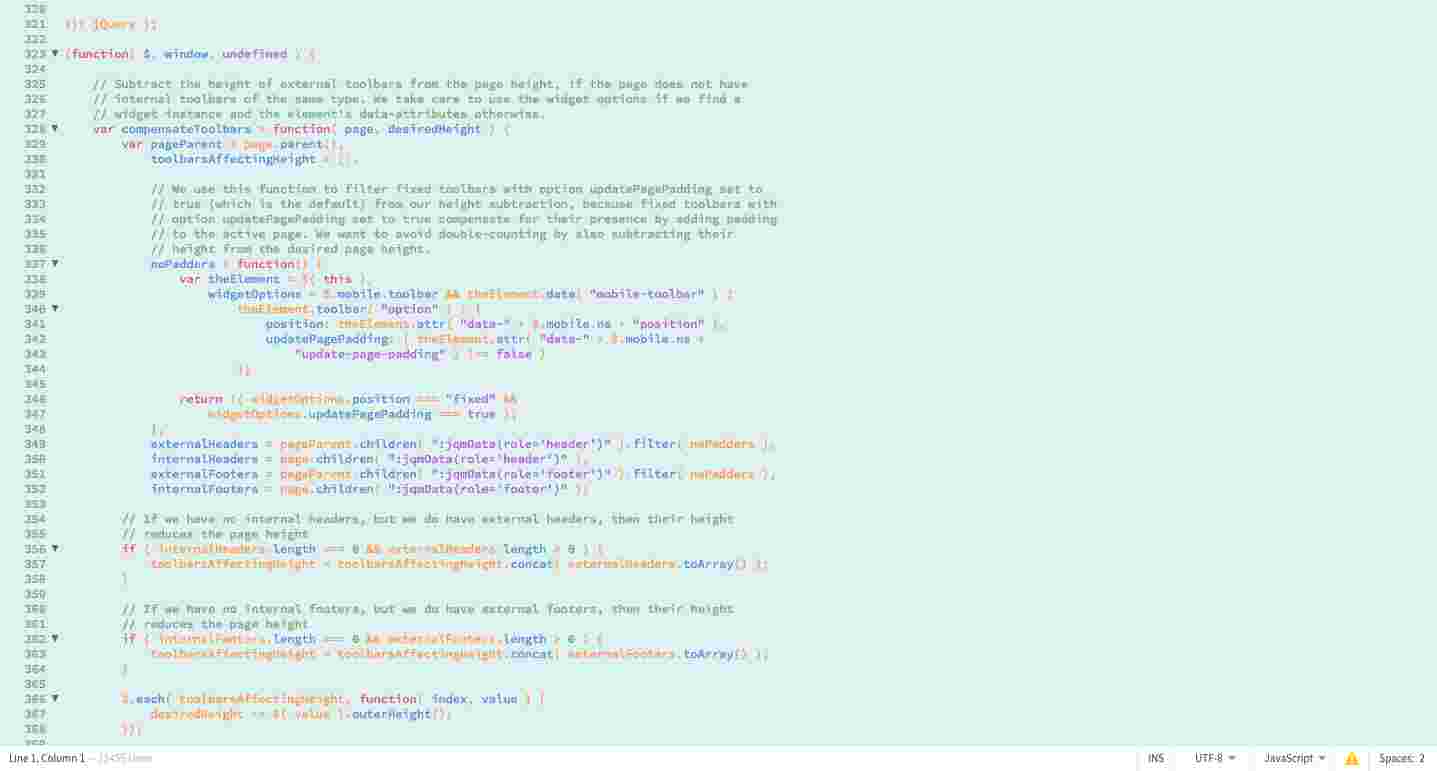 320
321 })( jQuery );
322
323 (function( $, window, undefined ) {
324
325 // Subtract the height of external toolbars from the page height, if the page does not have
326 // internal toolbars of the same type. We take care to use the widget options if we find a
327 // widget instance and the element's data-attributes otherwise.
328 var compensateToolbars = function( page, desiredHeight ) {
329 var pageParent = page.parent(),
330 toolbarsAffectingHeight = [],
331
332 // We use this function to filter fixed toolbars with option updatePagePadding set to
333 // true (which is the default) from our height subtraction, because fixed toolbars with
334 // option updatePagePadding set to true compensate for their presence by adding padding
335 // to the active page. We want to avoid double-counting by also subtracting their
336 // height from the desired page height.
337 noPadders = function() {
338 var theElement = $( this ),
339 widgetOptions = $.mobile.toolbar && theElement.data( "mobile-toolbar" ) ?
340 theElement.toolbar( "option" ) : {
341 position: theElement.attr( "data-" + $.mobile.ns + "position" ),
342 updatePagePadding: ( theElement.attr( "data-" + $.mobile.ns +
343 "update-page-padding" ) !== false )
344 };
345
346 return !( widgetOptions.position === "fixed" &&
347 widgetOptions.updatePagePadding === true );
348 },
349 externalHeaders = pageParent.children( ":jqmData(role='header')" ).filter( noPadders ),
350 internalHeaders = page.children( ":jqmData(role='header')" ),
351 externalFooters = pageParent.children( ":jqmData(role='footer')" ).filter( noPadders ),
352 internalFooters = page.children( ":jqmData(role='footer')" );
353
354 // If we have no internal headers, but we do have external headers, then their height
355 // reduces the page height
356 if ( internalHeaders.length === 0 && externalHeaders.length > 0 ) {
357 toolbarsAffectingHeight = toolbarsAffectingHeight.concat( externalHeaders.toArray() );
358 }
359
360 // If we have no internal footers, but we do have external footers, then their height
361 // reduces the page height
362 if ( internalFooters.length === 0 && externalFooters.length > 0 ) {
363 toolbarsAffectingHeight = toolbarsAffectingHeight.concat( externalFooters.toArray() );
364 }
365
366 $.each( toolbarsAffectingHeight, function( index, value ) {
367 desiredHeight -= $( value ).outerHeight();
368 });
369
Line 1, Column 1 INS UTF-8 JavaScript Spaces: 2